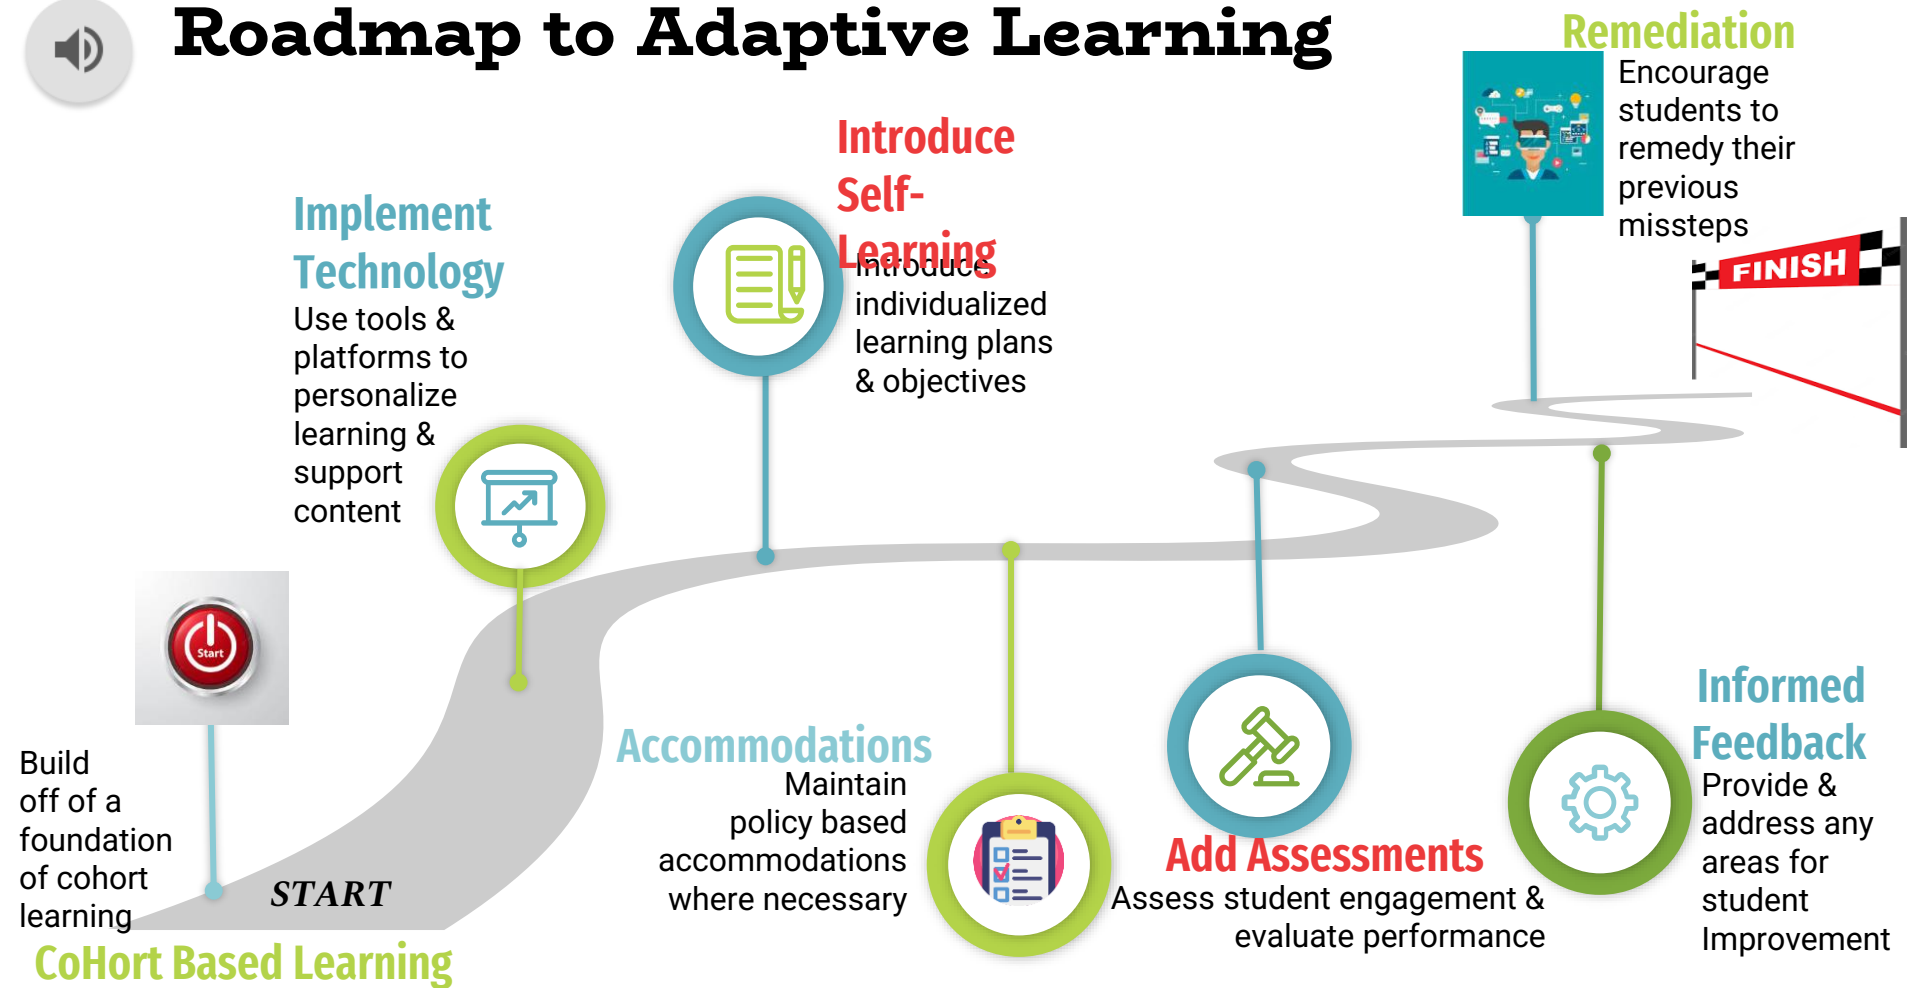 Roadmap to Adaptive Learning
Start
Build
off of a
foundation
of cohort
learning
START
CoHort Based Learning
Implement
Technology
Use tools &
platforms to
personalize
learning &
support
content
Introduce
Self-
Learning
Introduce
individualized
learning plans
& objectives
Accommodations
Maintain
policy based
accommodations
where necessary
Add Assessments
Assess student engagement &
evaluate performance
Informed
Feedback
Provide &
address any
areas for
student
Improvement
Remediation
Encourage
students to
remedy their
previous
missteps
FINISH